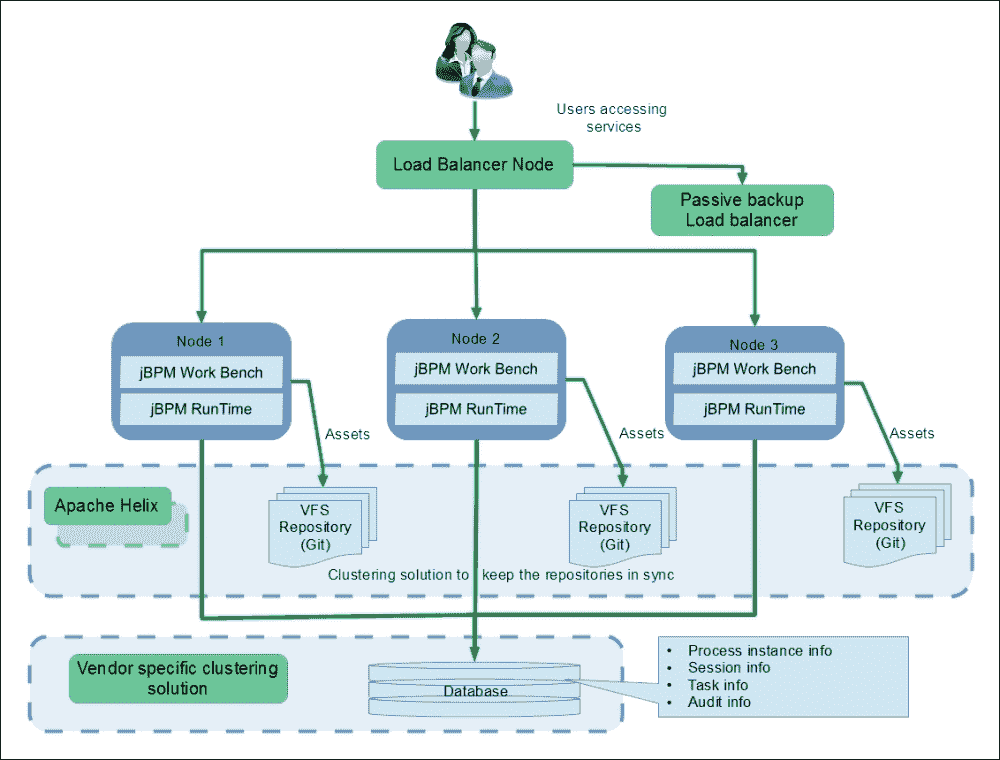 Users accessing
services
Load Balancer Node
Passive backup
Load balancer
Node 1
jBPM Work Bench
jBPM RunTime
Node 2
jBPM Work Bench
jBPM RunTime
Node 3
jBPM Work Bench
jBPM RunTime
Assets
Assets
Assets
Apache Helix
VFS
Repository
(Git)
VFS
Repository
(Git)
VFS
Repository
(Git)
Clustering solution to keep the repositories in sync
Vendor specific clustering
solution
Database
• Process instance info
• Session info
• Task info
• Audit info